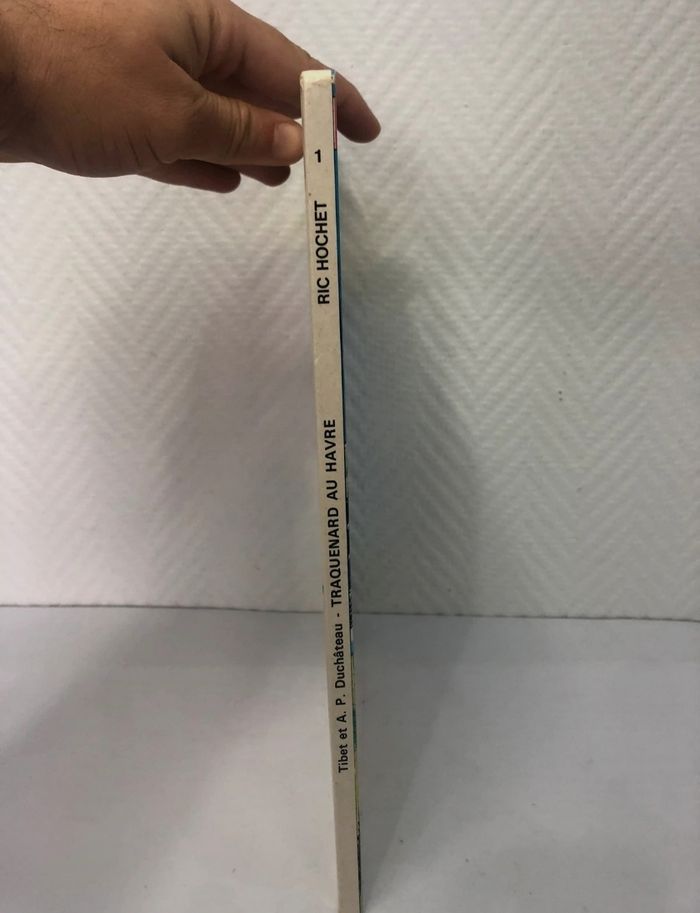 1
RIC HOCHET
Tibet et A. P. Duchâteau - TRAQUENARD AU HAVRE